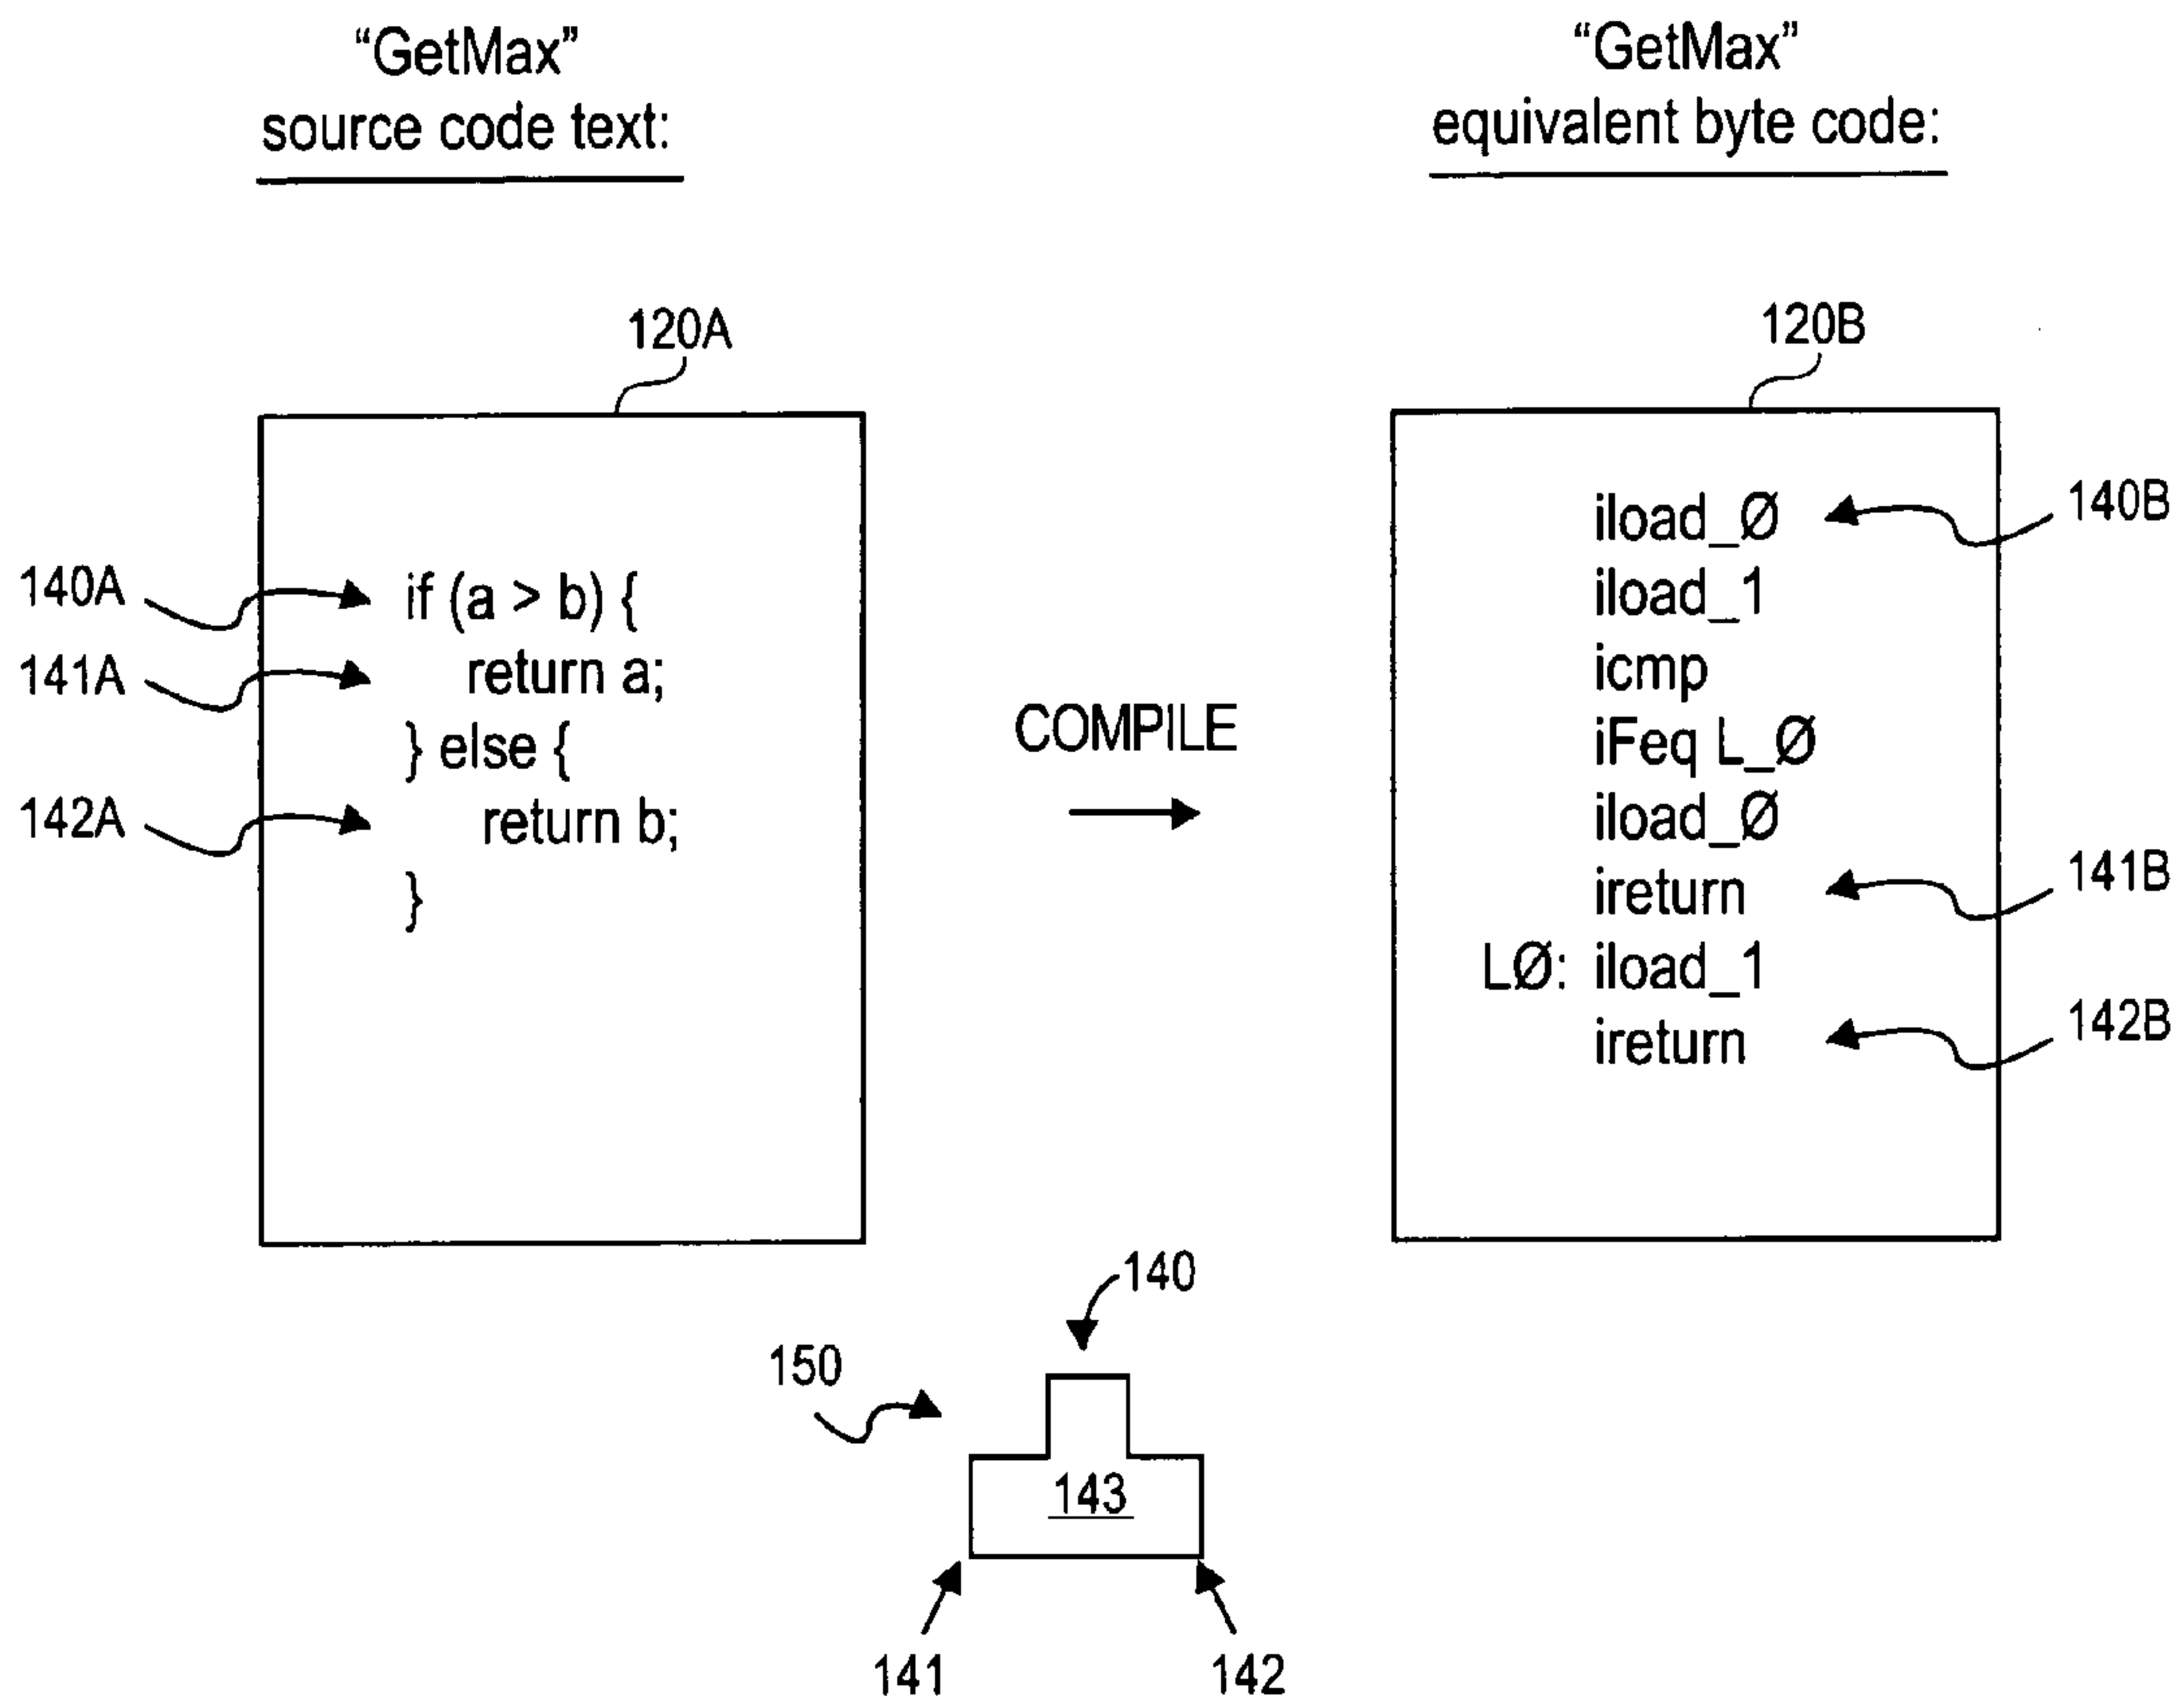 “GetMax”
source code text:
120A
140A
if (a > b) {
141A
return a;
} else {
142A
return b;
}
COMPILE
“GetMax”
equivalent byte code:
120B
iload_Ø
140B
iload_1
icmp
iFeq L_Ø
iload_Ø
ireturn
141B
LØ: iload_1
ireturn
142B
140
150
143
141
142